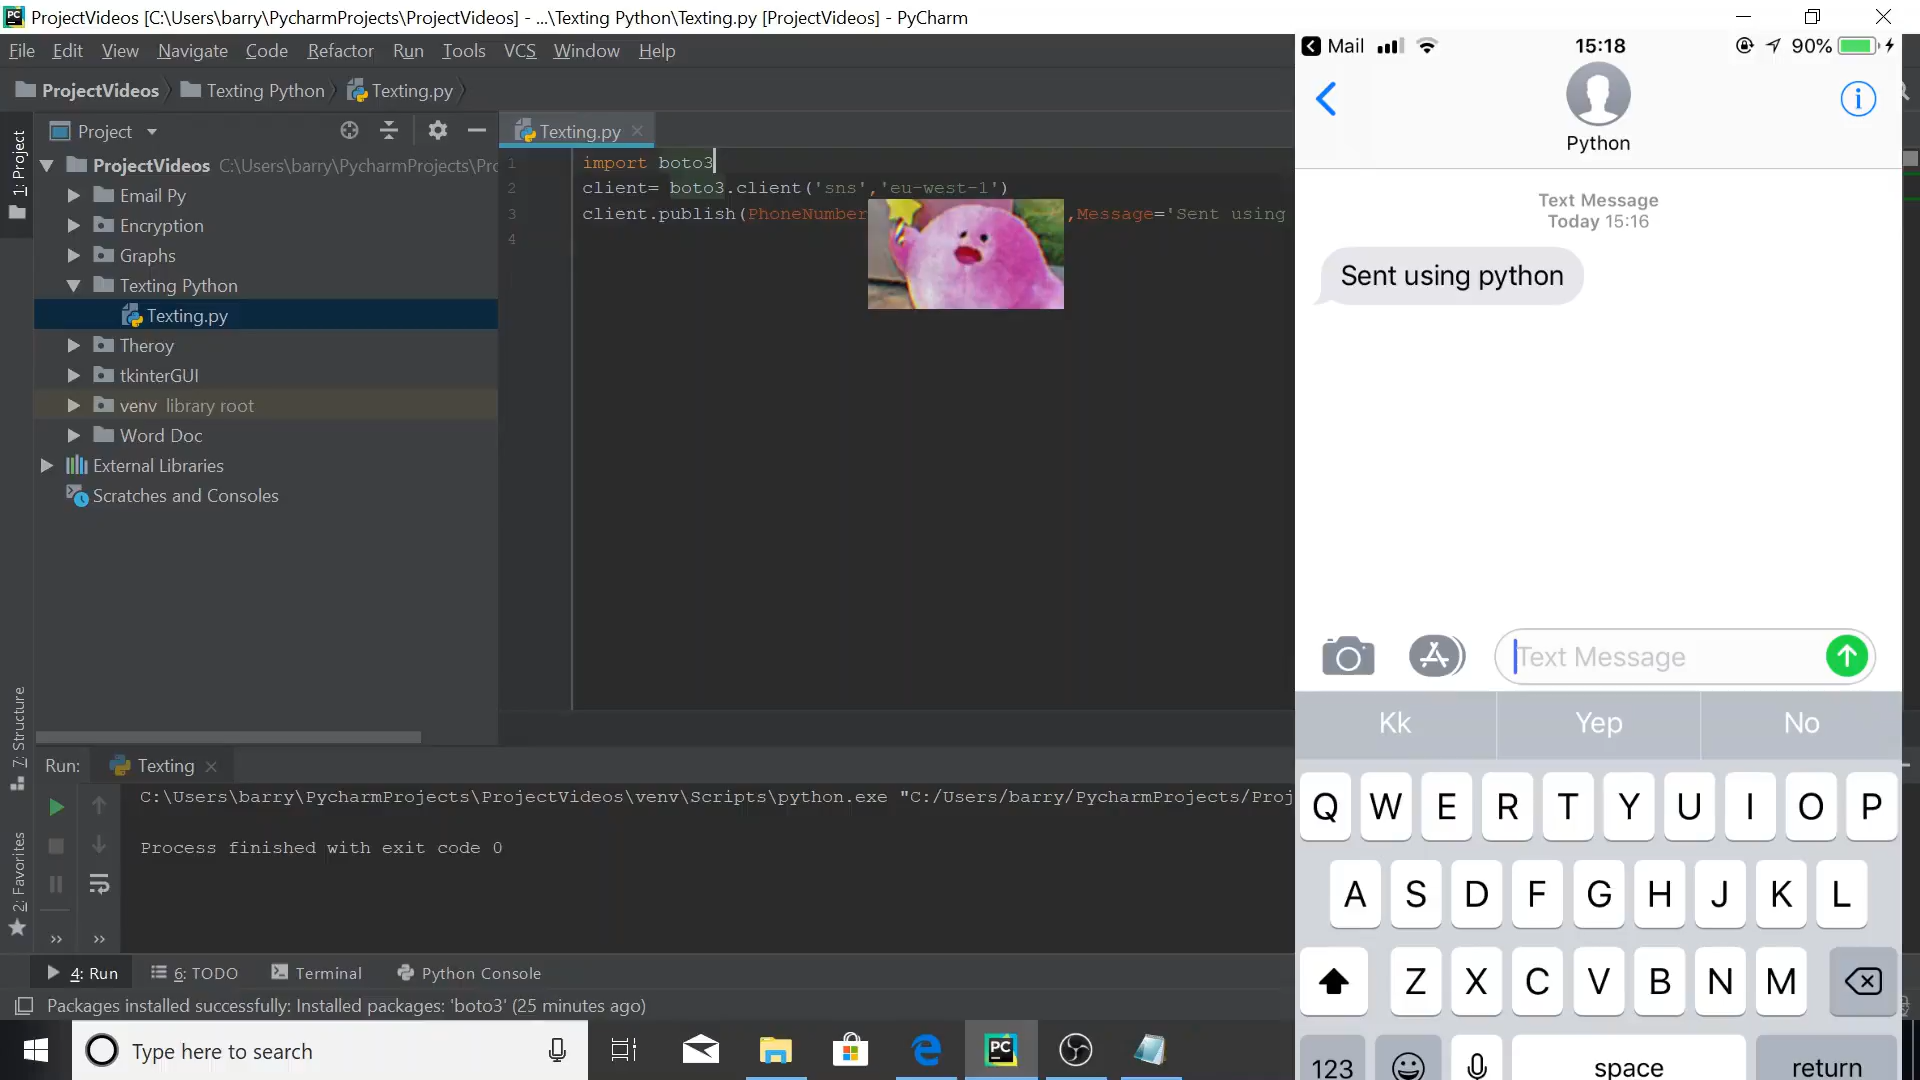 ProjectVideos [C:\Users\barry\PycharmProjects\ProjectVideos] - ...\Texting Python\Texting.py [ProjectVideos] - PyCharm
File Edit View Navigate Code Refactor Run Tools VCS Window Help
ProjectVideos Texting Python Texting.py
1: Project
Project
ProjectVideos C:\Users\barry\PycharmProjects\Prc
Email Py
Encryption
Graphs
Texting Python
Texting.py
Theroy
tkinterGUI
venv library root
Word Doc
External Libraries
Scratches and Consoles
Texting.py
1 import boto3
2 client= boto3.client('sns','eu-west-1')
3 client.publish(PhoneNumber ,Message='Sent using
4
7: Structure
2: Favorites
Run: Texting
C:\Users\barry\PycharmProjects\ProjectVideos\venv\Scripts\python.exe "C:/Users/barry/PycharmProjects/Proj
Process finished with exit code 0
4: Run 6: TODO Terminal Python Console
Packages installed successfully: Installed packages: 'boto3' (25 minutes ago)
Type here to search
Mail 15:18 90%
Python
Text Message
Today 15:16
Sent using python
Text Message
Kk Yep No
Q W E R T Y U I O P
A S D F G H J K L
Z X C V B N M
123 space return